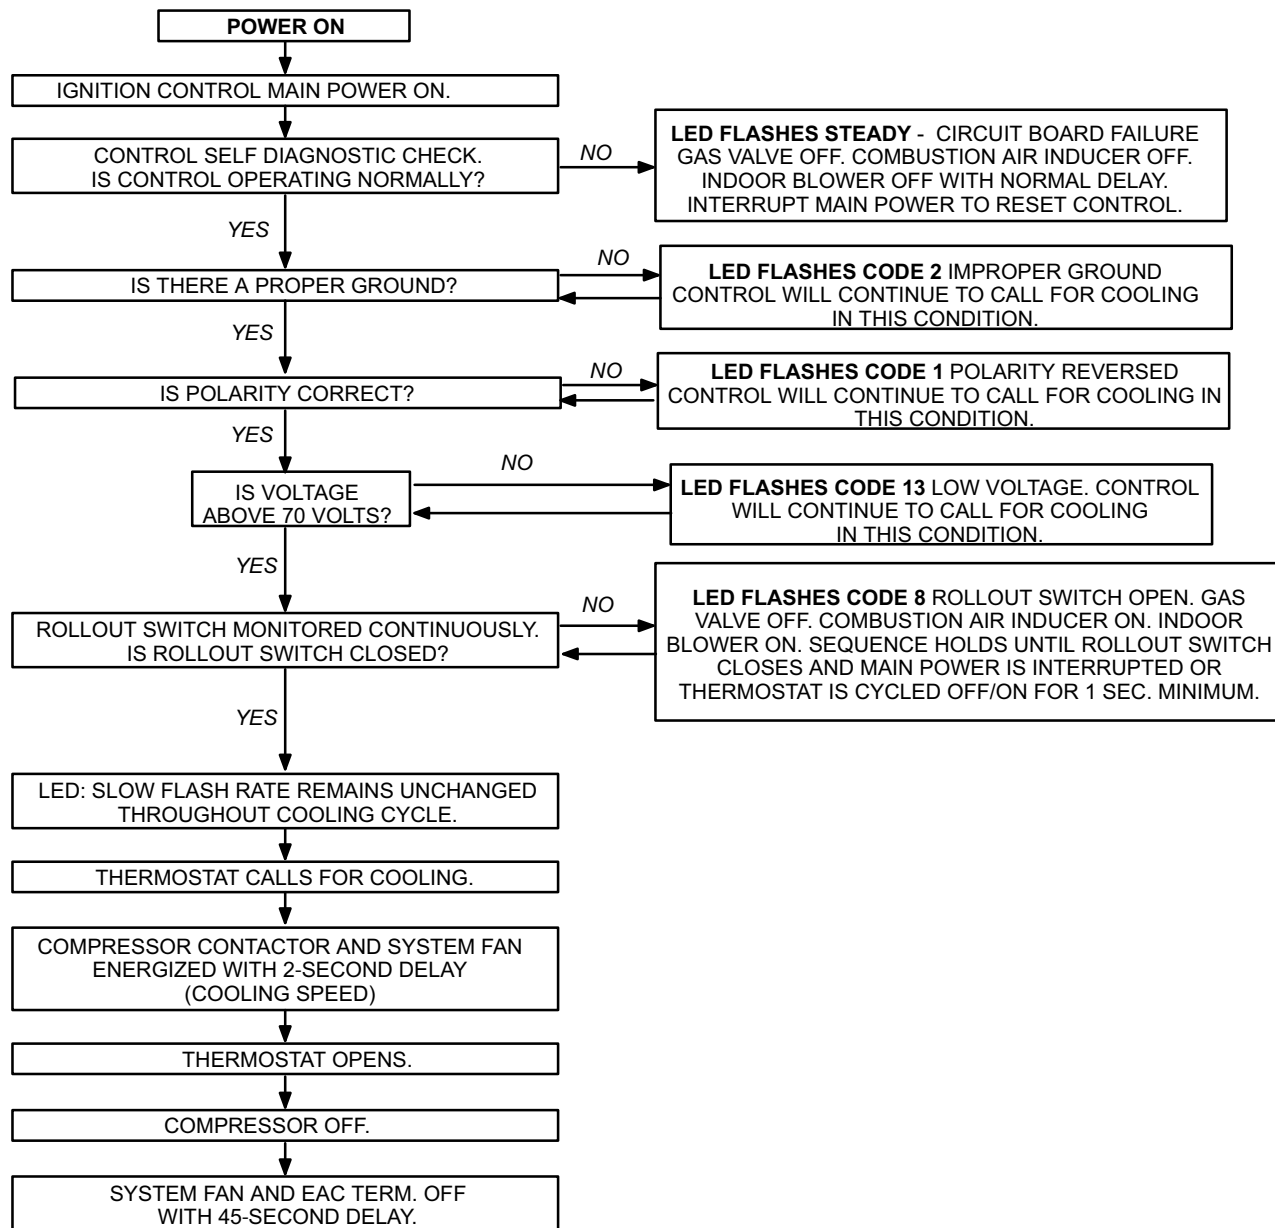 POWER ON
IGNITION CONTROL MAIN POWER ON.
CONTROL SELF DIAGNOSTIC CHECK.
IS CONTROL OPERATING NORMALLY?
NO
LED FLASHES STEADY - CIRCUIT BOARD FAILURE
GAS VALVE OFF. COMBUSTION AIR INDUCER OFF.
INDOOR BLOWER OFF WITH NORMAL DELAY.
INTERRUPT MAIN POWER TO RESET CONTROL.
YES
IS THERE A PROPER GROUND?
NO
LED FLASHES CODE 2 IMPROPER GROUND
CONTROL WILL CONTINUE TO CALL FOR COOLING
IN THIS CONDITION.
YES
IS POLARITY CORRECT?
NO
LED FLASHES CODE 1 POLARITY REVERSED
CONTROL WILL CONTINUE TO CALL FOR COOLING IN
THIS CONDITION.
YES
IS VOLTAGE
ABOVE 70 VOLTS?
NO
LED FLASHES CODE 13 LOW VOLTAGE. CONTROL
WILL CONTINUE TO CALL FOR COOLING
IN THIS CONDITION.
YES
ROLLOUT SWITCH MONITORED CONTINUOUSLY.
IS ROLLOUT SWITCH CLOSED?
NO
LED FLASHES CODE 8 ROLLOUT SWITCH OPEN. GAS
VALVE OFF. COMBUSTION AIR INDUCER ON. INDOOR
BLOWER ON. SEQUENCE HOLDS UNTIL ROLLOUT SWITCH
CLOSES AND MAIN POWER IS INTERRUPTED OR
THERMOSTAT IS CYCLED OFF/ON FOR 1 SEC. MINIMUM.
YES
LED: SLOW FLASH RATE REMAINS UNCHANGED
THROUGHOUT COOLING CYCLE.
THERMOSTAT CALLS FOR COOLING.
COMPRESSOR CONTACTOR AND SYSTEM FAN
ENERGIZED WITH 2-SECOND DELAY
(COOLING SPEED)
THERMOSTAT OPENS.
COMPRESSOR OFF.
SYSTEM FAN AND EAC TERM. OFF
WITH 45-SECOND DELAY.